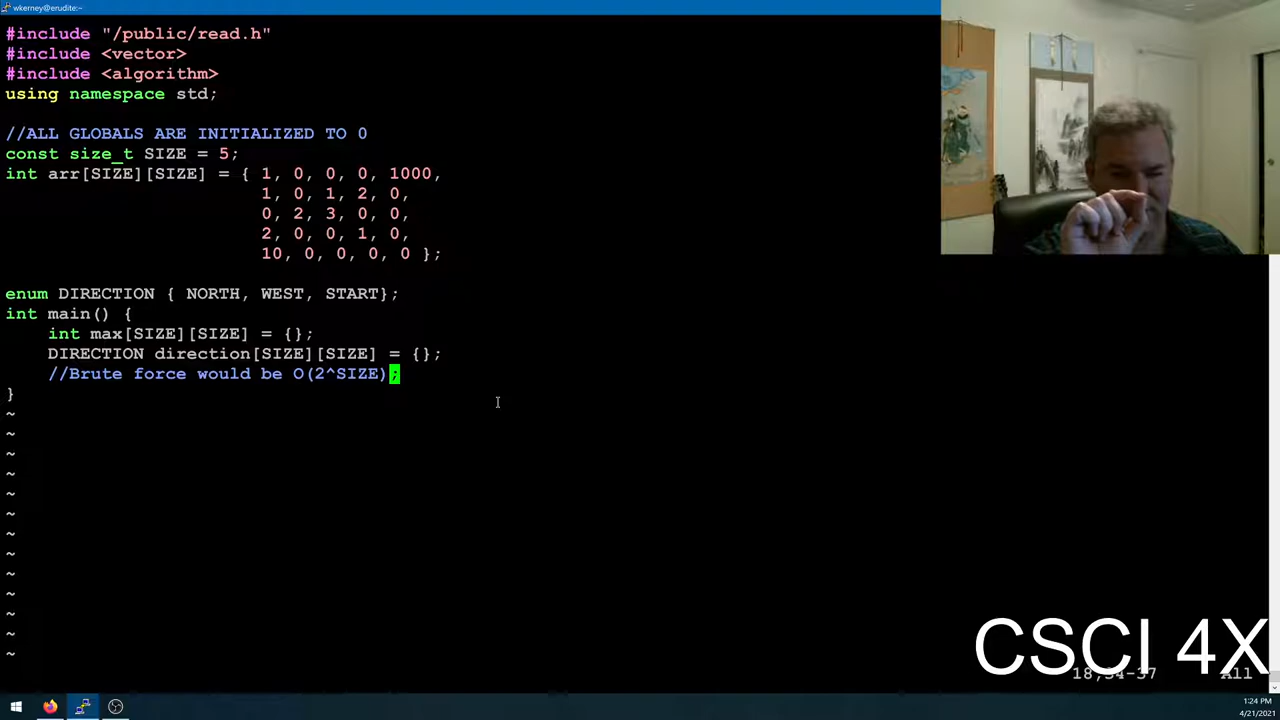 wkerney@erudite:~
#include "/public/read.h"
#include <vector>
#include <algorithm>
using namespace std;
//ALL GLOBALS ARE INITIALIZED TO 0
const size_t SIZE = 5;
int arr[SIZE][SIZE] = { 1, 0, 0, 0, 1000,
1, 0, 1, 2, 0,
0, 2, 3, 0, 0,
2, 0, 0, 1, 0,
10, 0, 0, 0, 0 };
enum DIRECTION { NORTH, WEST, START};
int main() {
int max[SIZE][SIZE] = {};
DIRECTION direction[SIZE][SIZE] = {};
//Brute force would be O(2^SIZE);
}
~
~
~
~
~
~
~
~
~
~
~
~
~
CSCI 4X
18,34-37 All
1:24 PM
4/21/2021